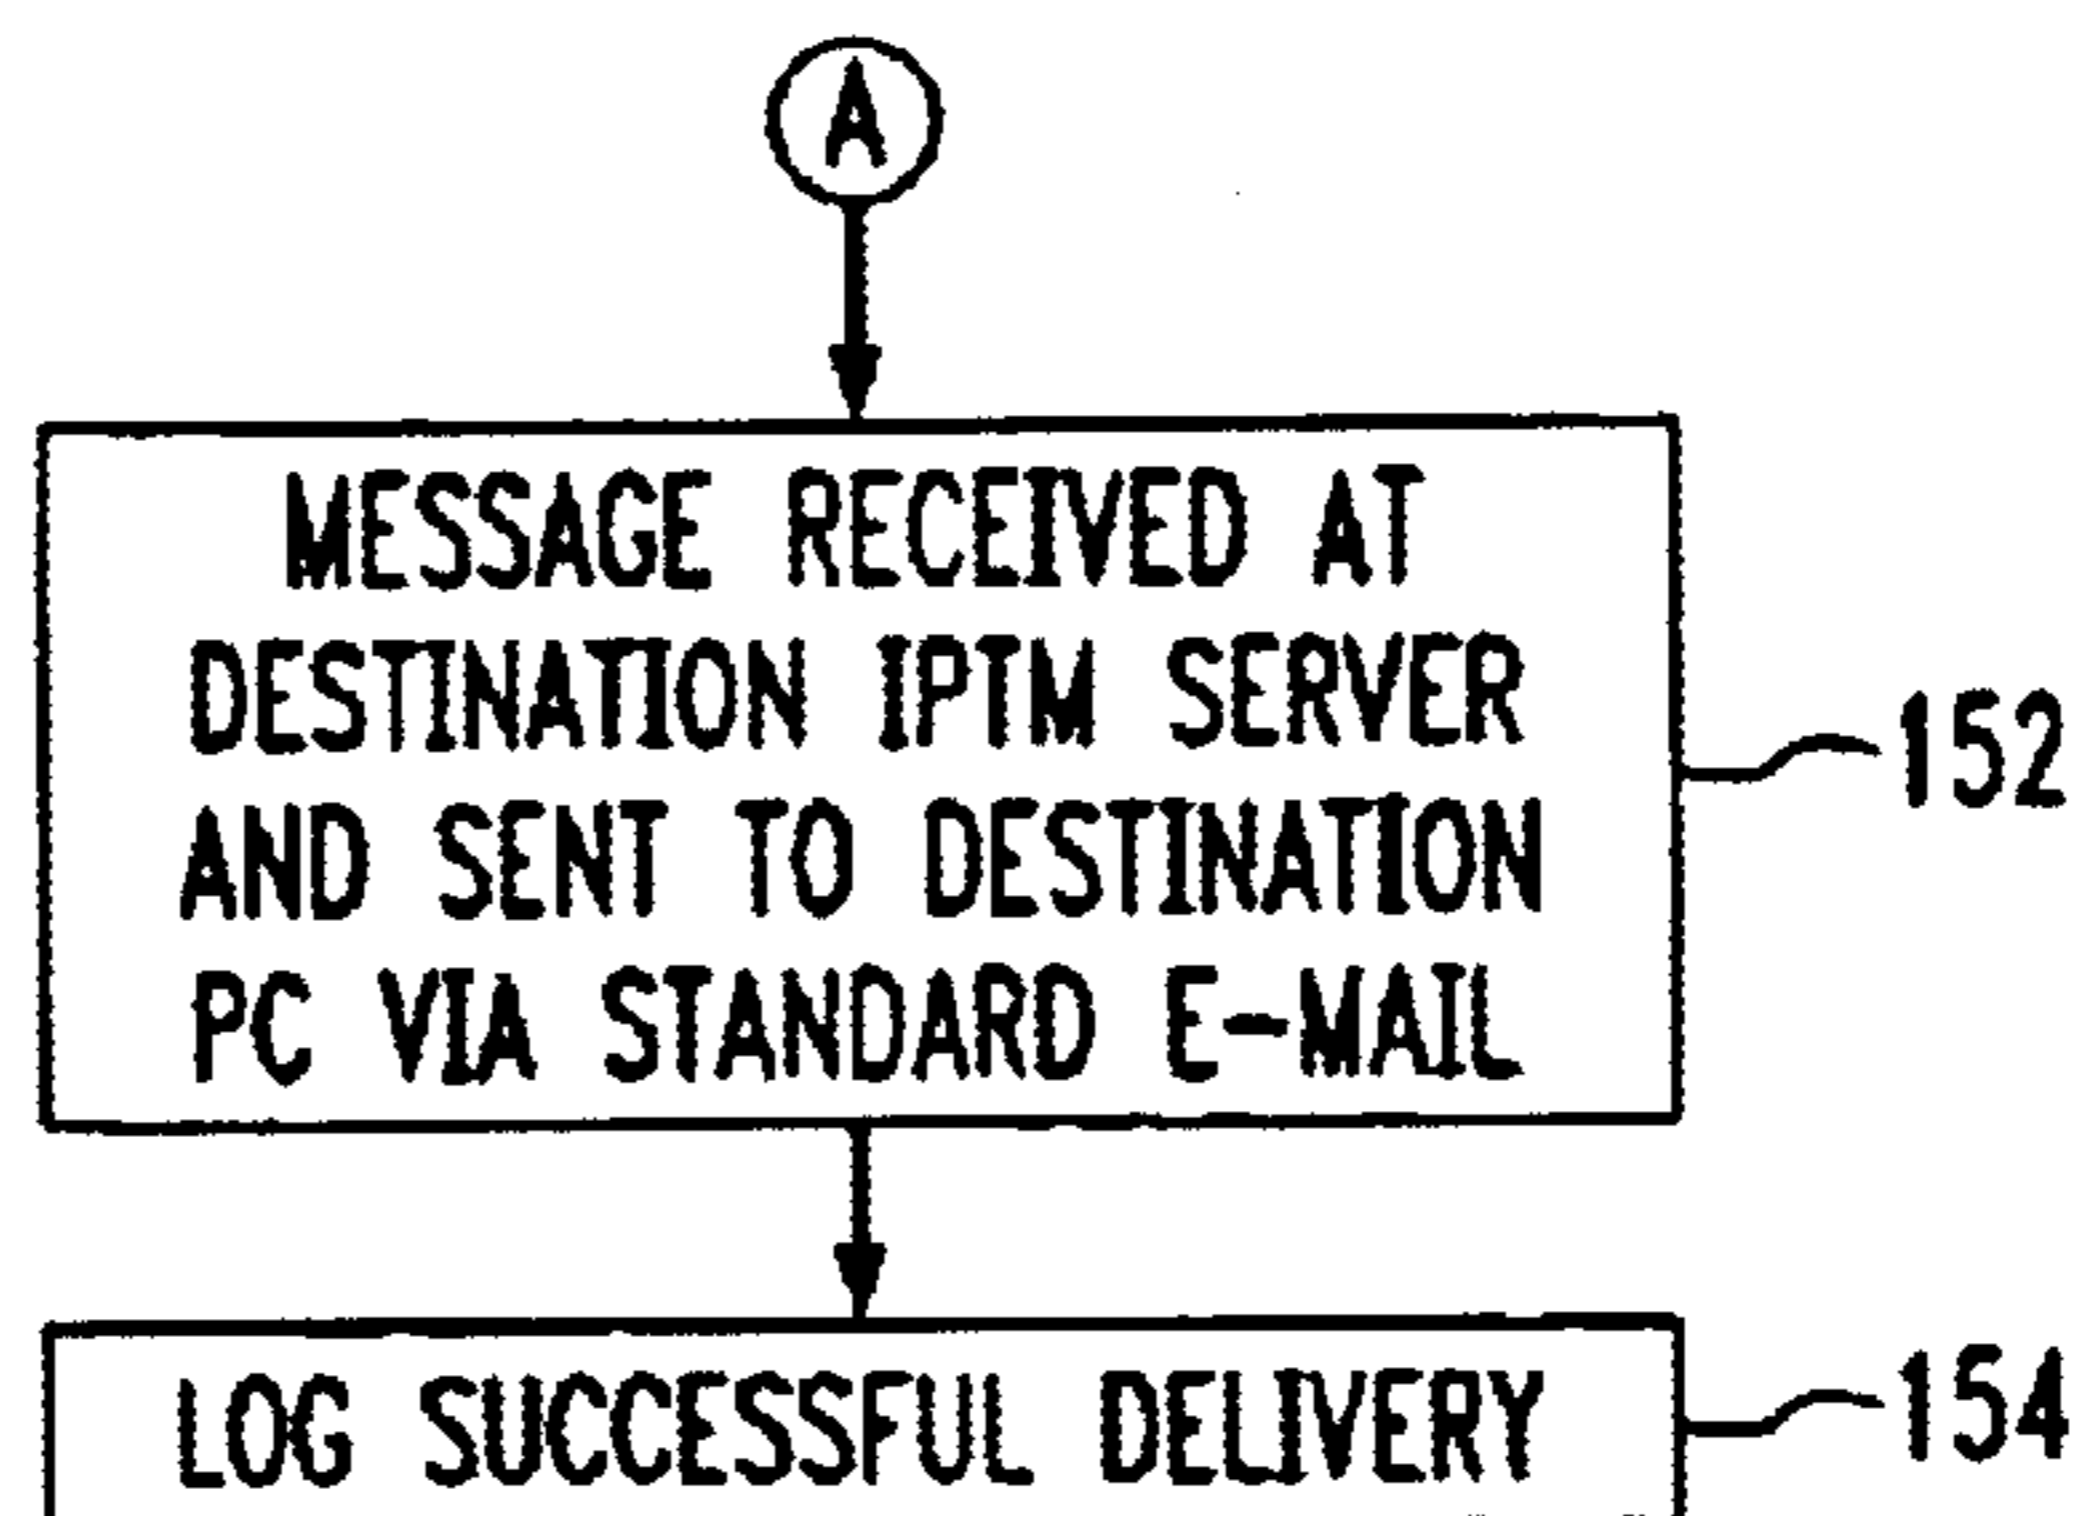 A
MESSAGE RECEIVED AT
DESTINATION IPTM SERVER
AND SENT TO DESTINATION
PC VIA STANDARD E-MAIL
152
LOG SUCCESSFUL DELIVERY
154